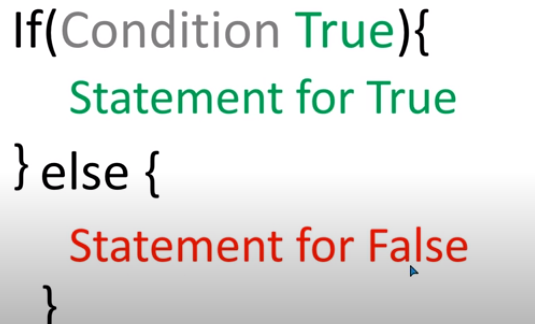 If(Condition True){
Statement for True
} else {
Statement for False
}